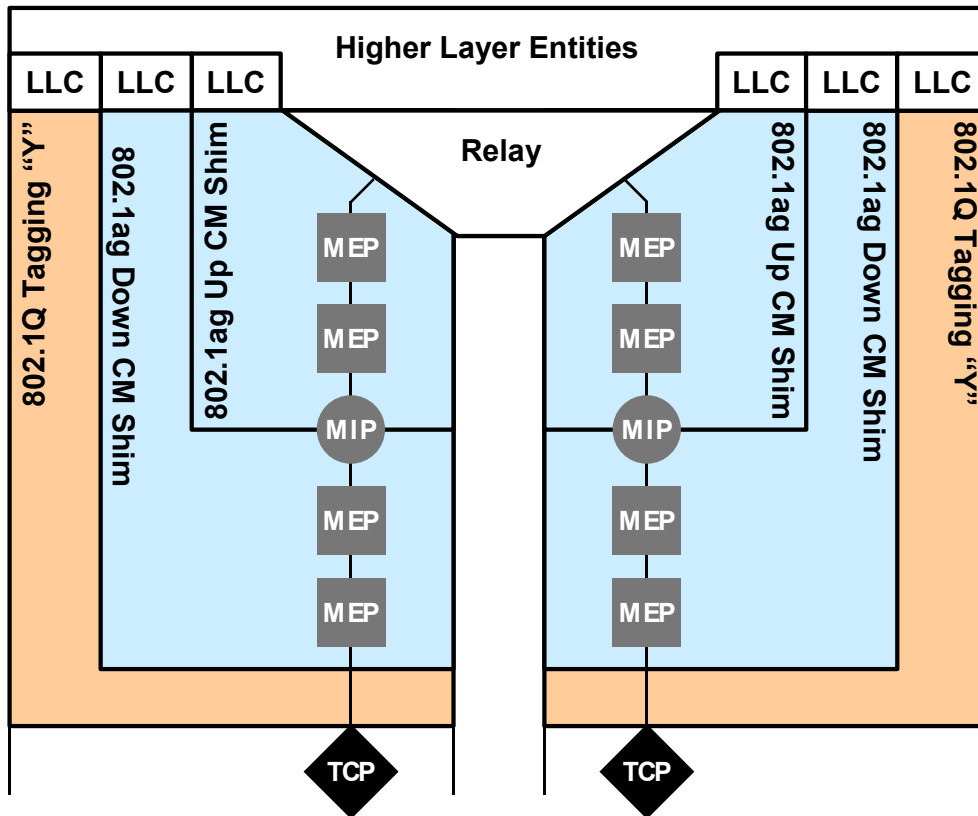 Higher Layer Entities
LLC
LLC
LLC
LLC
LLC
LLC
Relay
802.1Q Tagging “Y”
802.1ag Down CM Shim
802.1ag Up CM Shim
802.1ag Up CM Shim
802.1ag Down CM Shim
802.1Q Tagging “Y”
MEP
MEP
MEP
MEP
MIP
MIP
MEP
MEP
MEP
MEP
TCP
TCP